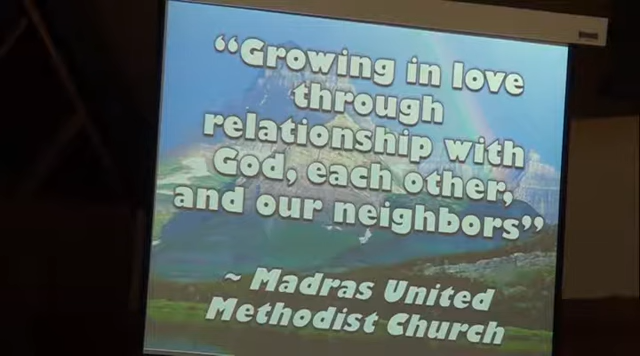 “Growing in love
through
relationship with
God, each other,
and our neighbors”
~ Madras United
Methodist Church